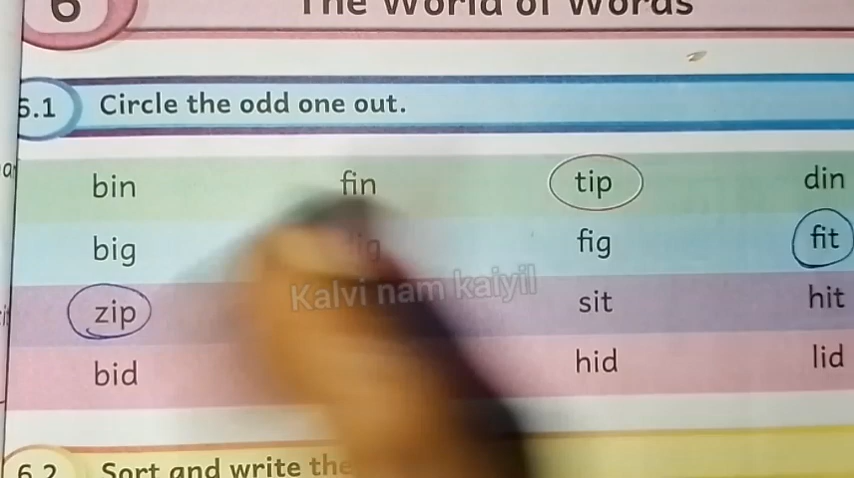 6 The World of Words
6.1 Circle the odd one out.
bin fin tip din
big fig fit
zip sit hit
bid hid lid
Kalvi nam kaiyil
6.2 Sort and write the